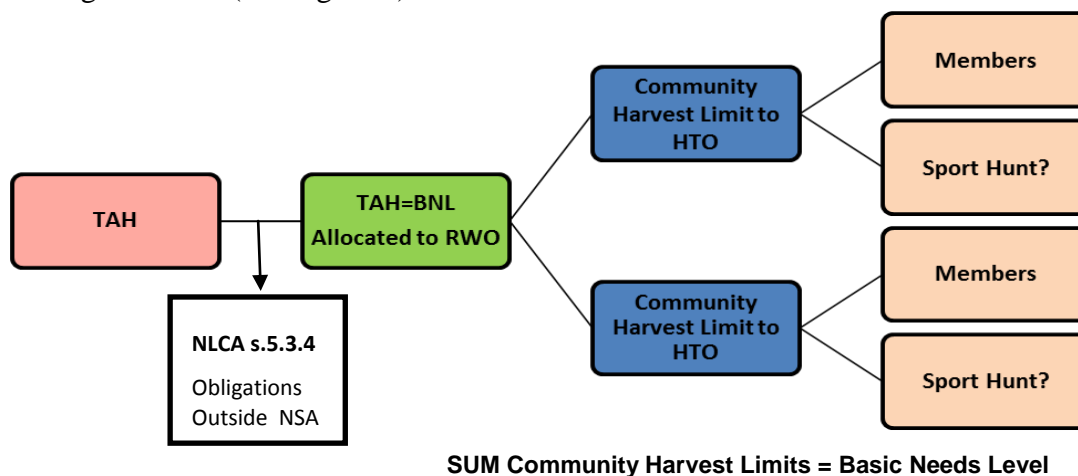 TAH
NLCA s.5.3.4
Obligations
Outside NSA
TAH=BNL
Allocated to RWO
Community
Harvest Limit to
HTO
Members
Sport Hunt?
Community
Harvest Limit to
HTO
Members
Sport Hunt?
SUM Community Harvest Limits = Basic Needs Level